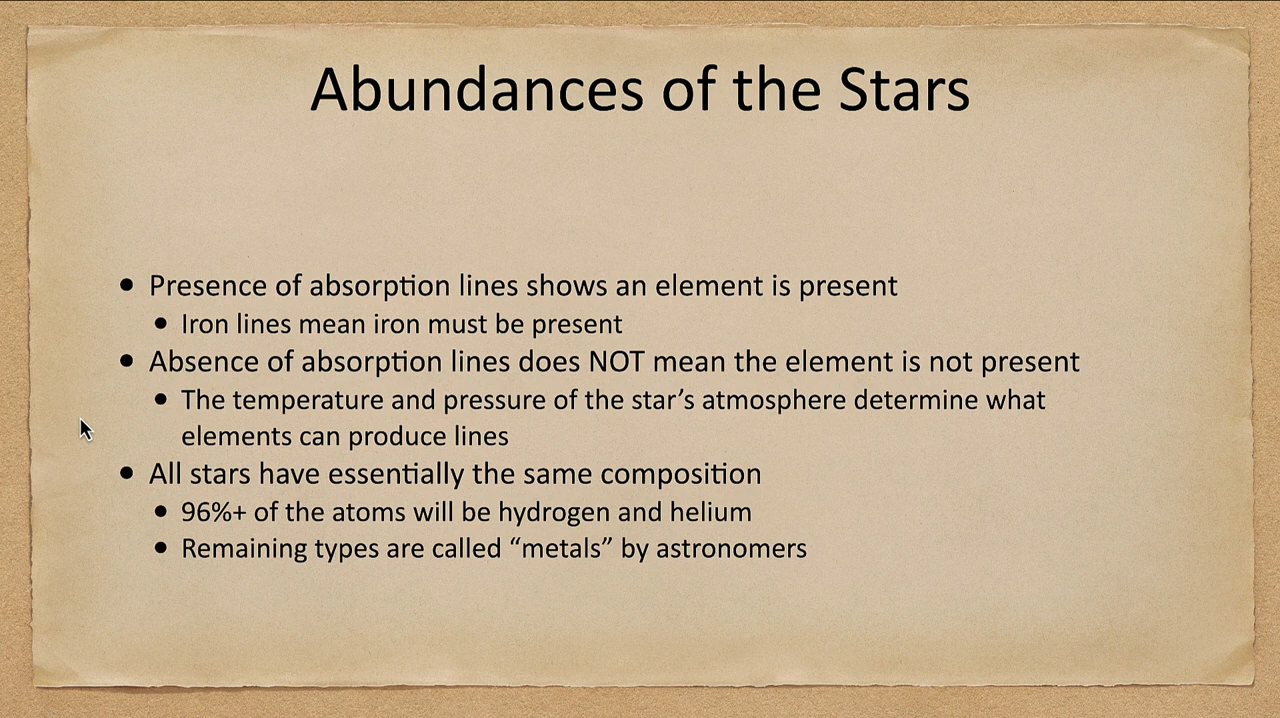 Abundances of the Stars
• Presence of absorption lines shows an element is present
• Iron lines mean iron must be present
• Absence of absorption lines does NOT mean the element is not present
• The temperature and pressure of the star’s atmosphere determine what
elements can produce lines
• All stars have essentially the same composition
• 96%+ of the atoms will be hydrogen and helium
• Remaining types are called “metals” by astronomers